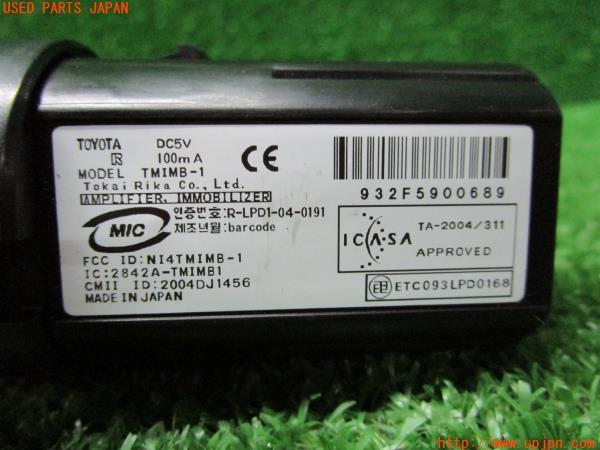 USED PARTS JAPAN
TOYOTA DC5V
R 100mA
MODEL TMIMB-1
Tokai Rika Co., Ltd.
AMPLIFIER, IMMOBILIZER
CE
932F5900689
MIC
인증번호:R-LPD1-04-0191
제조년월:barcode
ICASA
TA-2004/311
APPROVED
FCC ID:NI4TMIMB-1
IC:2842A-TMIMB1
CMII ID:2004DJ1456
MADE IN JAPAN
ETC093LPD0168
http://www.upjpn.com/